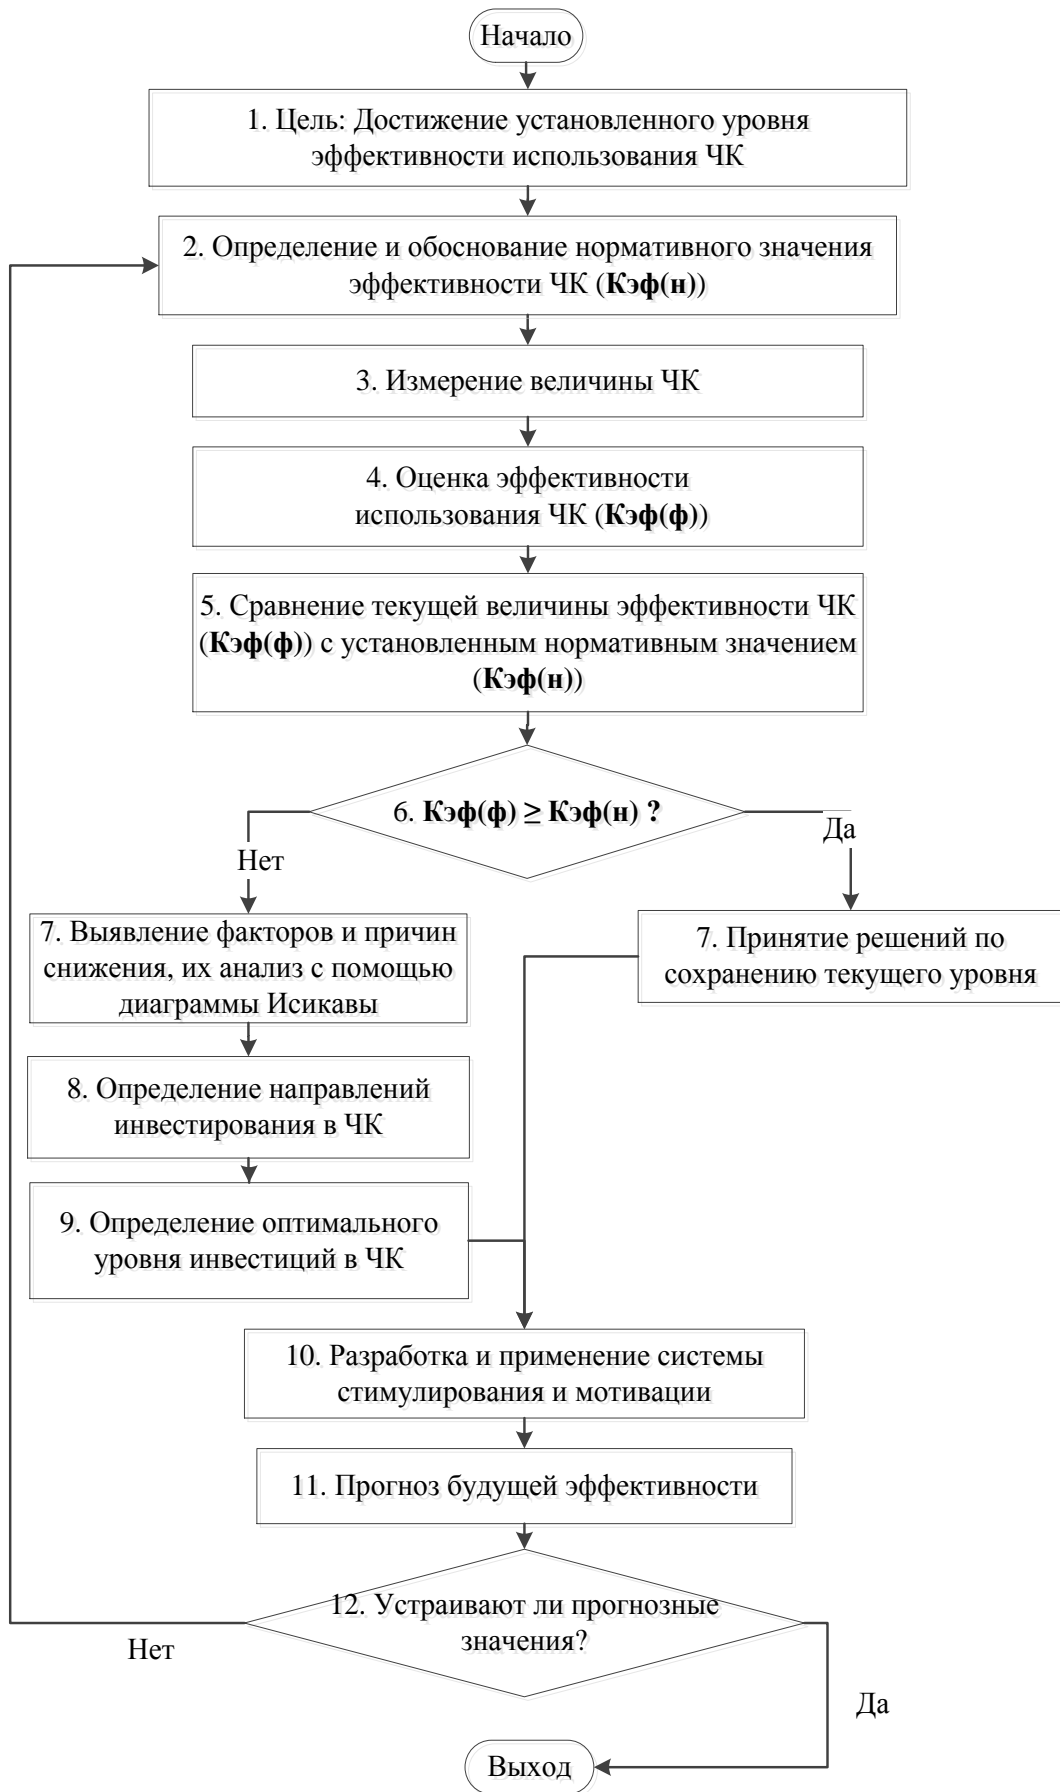 Начало
1. Цель: Достижение установленного уровня
эффективности использования ЧК
2. Определение и обоснование нормативного значения
эффективности ЧК (Кэф(н))
3. Измерение величины ЧК
4. Оценка эффективности
использования ЧК (Кэф(ф))
5. Сравнение текущей величины эффективности ЧК
(Кэф(ф)) с установленным нормативным значением
(Кэф(н))
6. Кэф(ф) ≥ Кэф(н) ?
Нет
Да
7. Выявление факторов и причин
снижения, их анализ с помощью
диаграммы Исикавы
7. Принятие решений по
сохранению текущего уровня
8. Определение направлений
инвестирования в ЧК
9. Определение оптимального
уровня инвестиций в ЧК
10. Разработка и применение системы
стимулирования и мотивации
11. Прогноз будущей эффективности
12. Устраивают ли прогнозные
значения?
Нет
Да
Выход